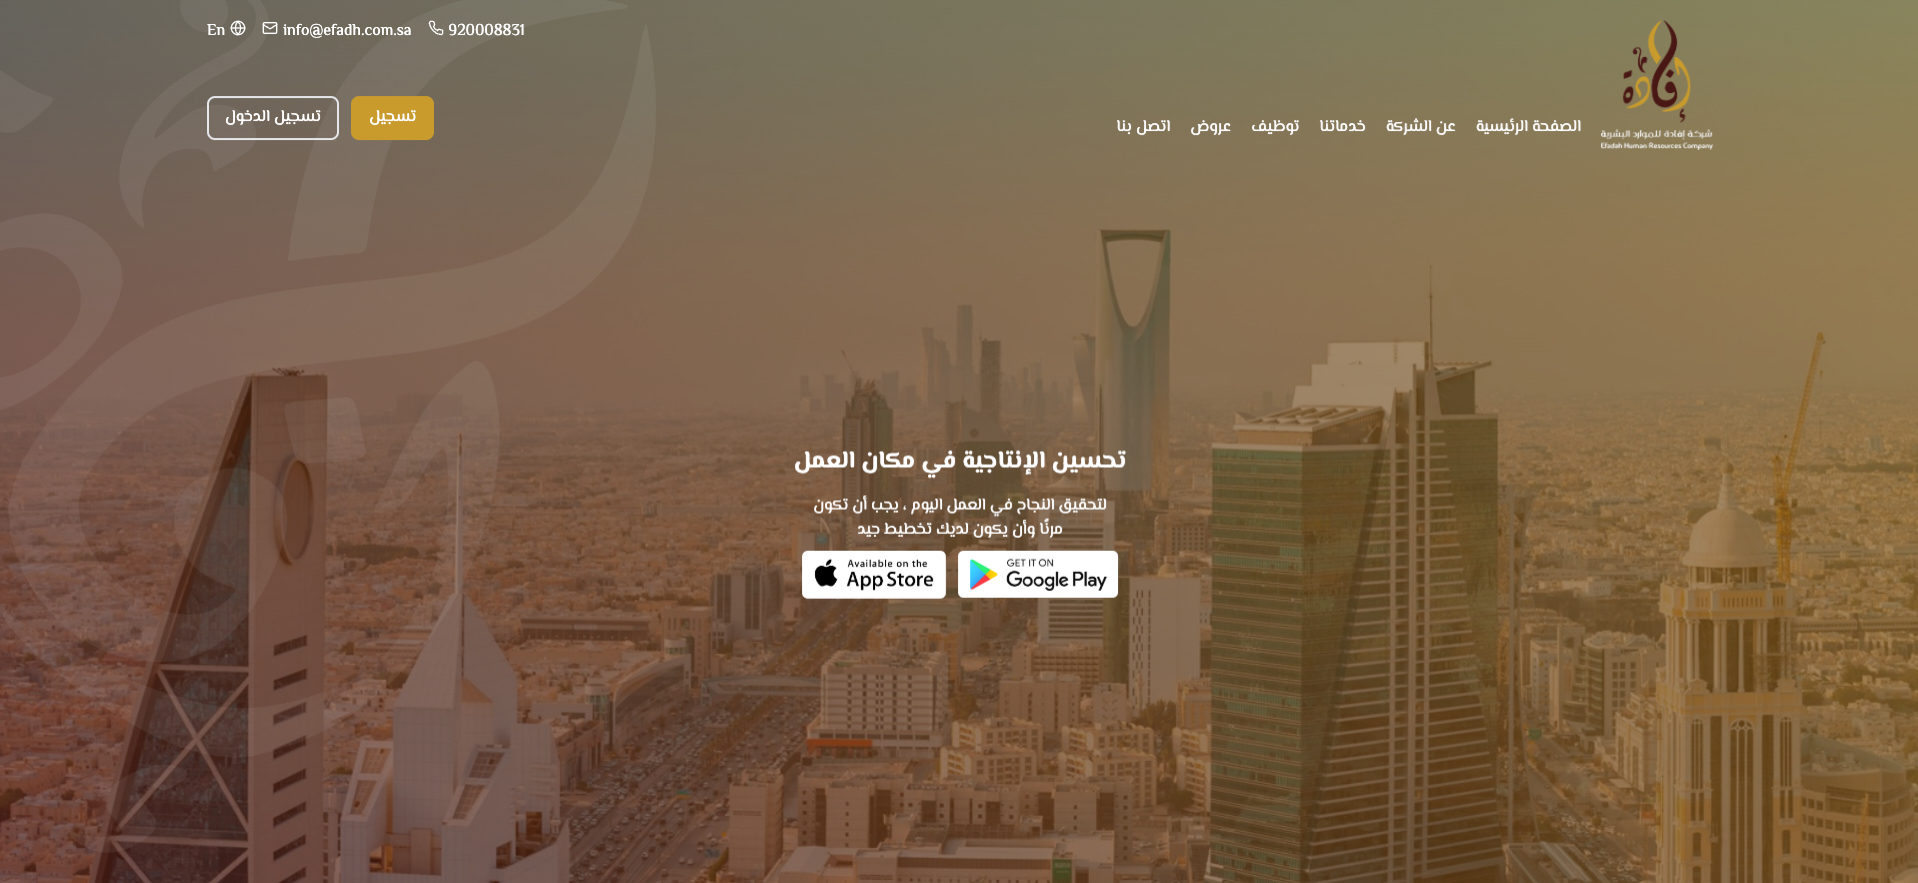 920008831
info@efadh.com.sa
En
إفادة
شركة إفادة للموارد البشرية
Efadah Human Resources Company
الصفحة الرئيسية
عن الشركة
خدماتنا
توظيف
عروض
اتصل بنا
تسجيل
تسجيل الدخول
تحسين الإنتاجية في مكان العمل
لتحقيق النجاح في العمل اليوم ، يجب أن تكون
مرنًا وأن يكون لديك تخطيط جيد
GET IT ON
Google Play
Available on the
App Store